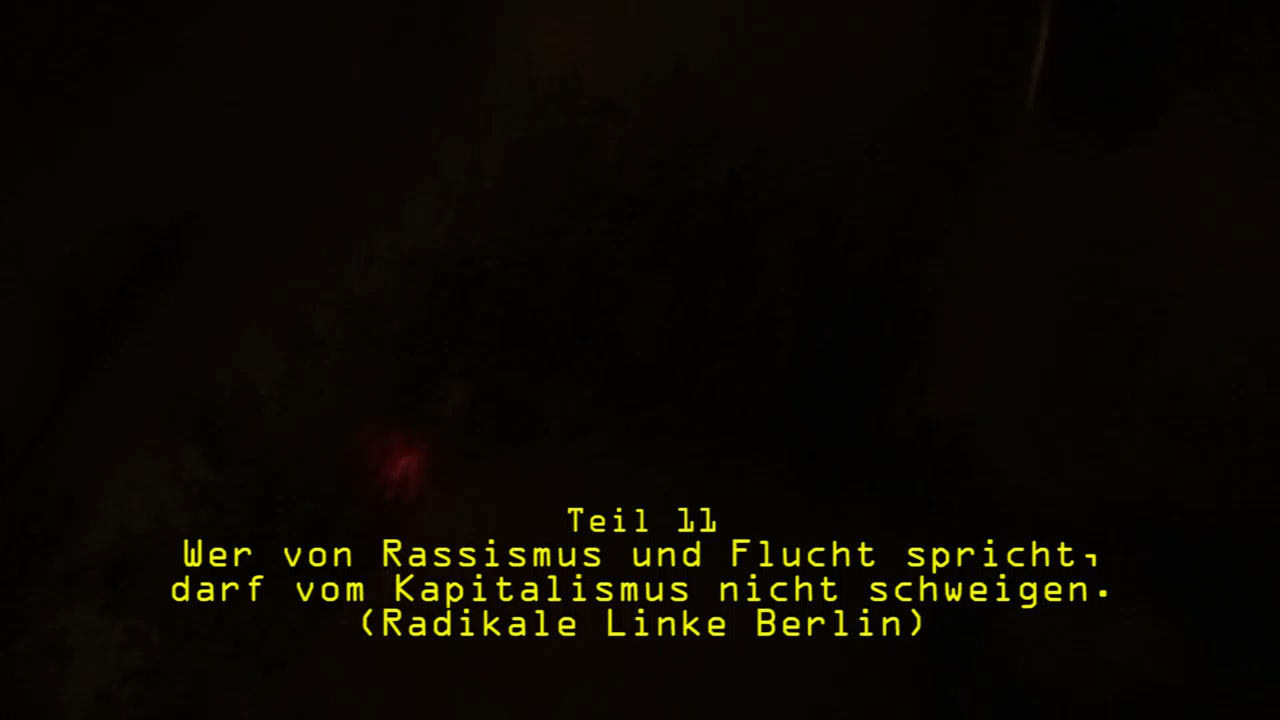 Teil 11
Wer von Rassismus und Flucht spricht,
darf vom Kapitalismus nicht schweigen.
(Radikale Linke Berlin)